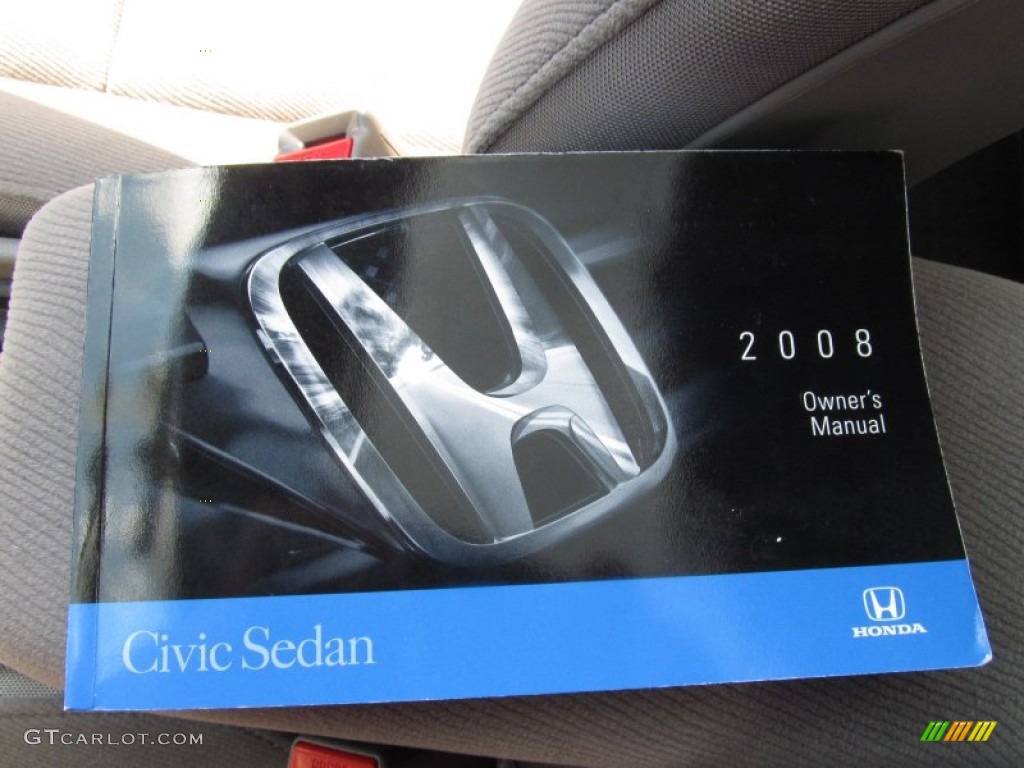 2008
Owner's
Manual
Civic Sedan
HONDA
GTCARLOT.COM